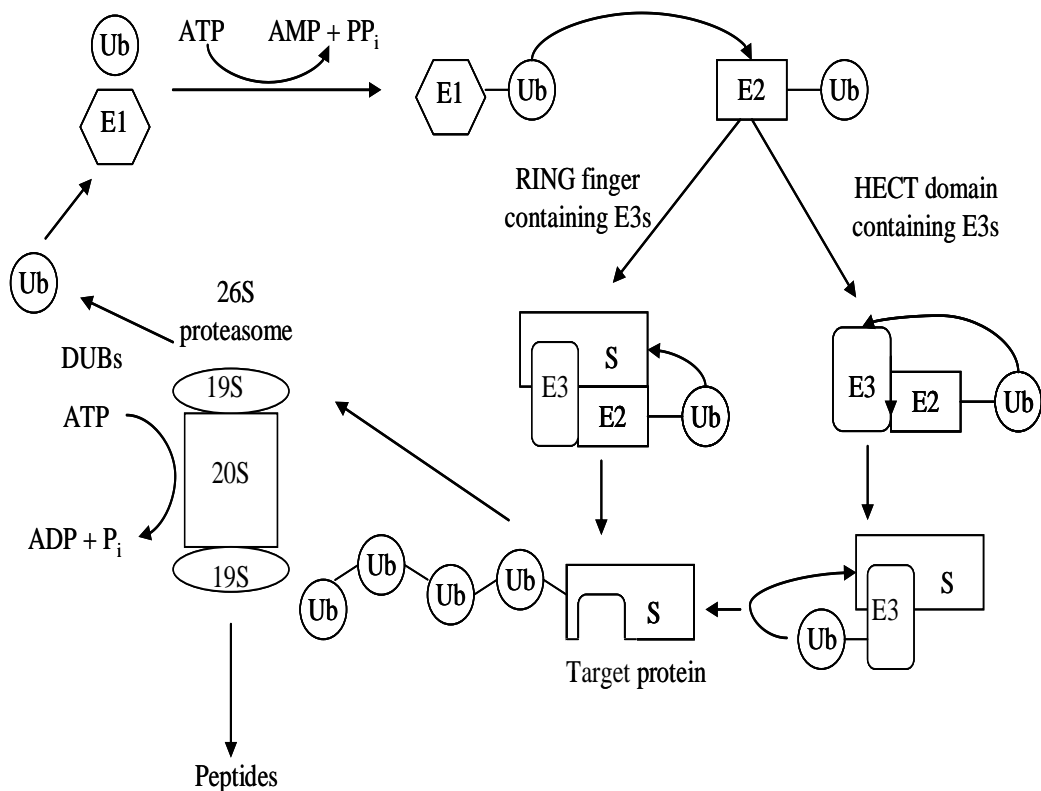 Ub
ATP
AMP + PPi
E1
E1
Ub
E2
Ub
RING finger
containing E3s
HECT domain
containing E3s
Ub
26S
proteasome
DUBs
19S
ATP
20S
ADP + Pi
19S
S
E3
E2
Ub
E3
E2
Ub
Ub
Ub
Ub
Ub
S
Target protein
S
E3
Ub
Peptides